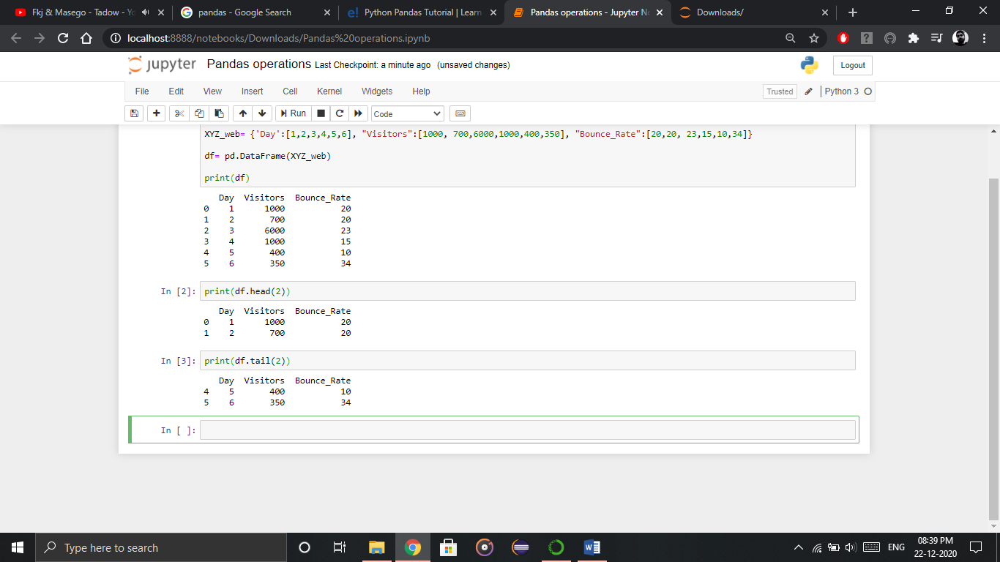 Fkj & Masego - Tadow - Yo
pandas - Google Search
Python Pandas Tutorial | Learn
Pandas operations - Jupyter No
Downloads/
localhost:8888/notebooks/Downloads/Pandas%20operations.ipynb
jupyter Pandas operations Last Checkpoint: a minute ago (unsaved changes)
Logout
File Edit View Insert Cell Kernel Widgets Help
Trusted
Python 3
Run
Code
XYZ_web= {'Day':[1,2,3,4,5,6], "Visitors":[1000, 700,6000,1000,400,350], "Bounce_Rate":[20,20, 23,15,10,34]}
df= pd.DataFrame(XYZ_web)
print(df)
Day Visitors Bounce_Rate
0 1 1000 20
1 2 700 20
2 3 6000 23
3 4 1000 15
4 5 400 10
5 6 350 34
In [2]: print(df.head(2))
Day Visitors Bounce_Rate
0 1 1000 20
1 2 700 20
In [3]: print(df.tail(2))
Day Visitors Bounce_Rate
4 5 400 10
5 6 350 34
In [ ]:
Type here to search
ENG
08:39 PM
22-12-2020